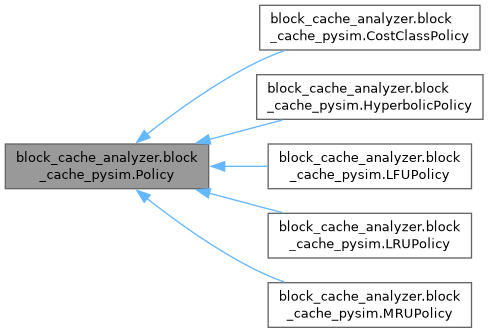 block_cache_analyzer.block
_cache_pysim.CostClassPolicy
block_cache_analyzer.block
_cache_pysim.HyperbolicPolicy
block_cache_analyzer.block
_cache_pysim.Policy
block_cache_analyzer.block
_cache_pysim.LFUPolicy
block_cache_analyzer.block
_cache_pysim.LRUPolicy
block_cache_analyzer.block
_cache_pysim.MRUPolicy